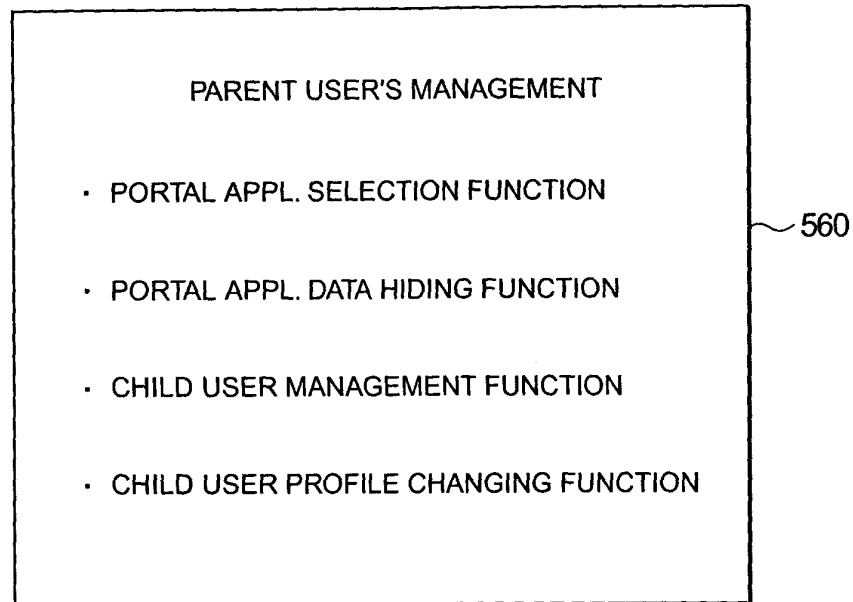 PARENT USER'S MANAGEMENT
· PORTAL APPL. SELECTION FUNCTION
560
· PORTAL APPL. DATA HIDING FUNCTION
· CHILD USER MANAGEMENT FUNCTION
· CHILD USER PROFILE CHANGING FUNCTION